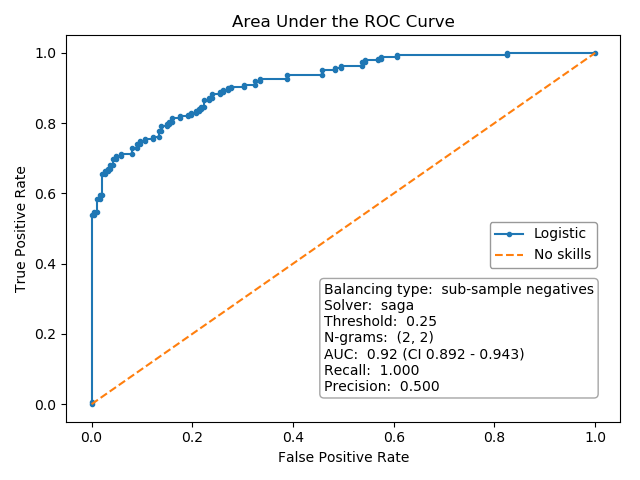 Area Under the ROC Curve
1.0
0.8
0.6
0.4
0.2
0.0
True Positive Rate
Logistic
No skills
Balancing type:  sub-sample negatives
Solver:  saga
Threshold:  0.25
N-grams:  (2, 2)
AUC:  0.92 (CI 0.892 - 0.943)
Recall:  1.000
Precision:  0.500
0.0 0.2 0.4 0.6 0.8 1.0
False Positive Rate